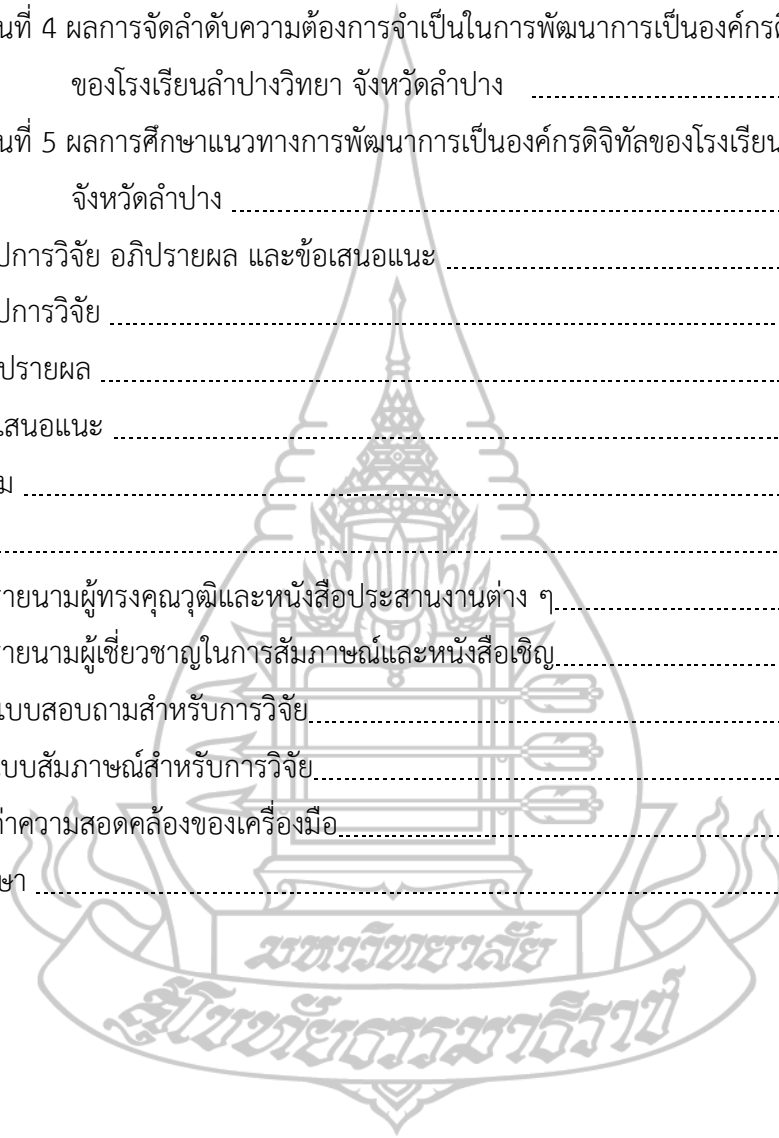 นที่ 4 ผลการจัดลำดับความต้องการจำเป็นในการพัฒนาการเป็นองค์กรดิ
ของโรงเรียนลำปางวิทยา จังหวัดลำปาง
นที่ 5 ผลการศึกษาแนวทางการพัฒนาการเป็นองค์กรดิจิทัลของโรงเรียน
จังหวัดลำปาง
ปการวิจัย อภิปรายผล และข้อเสนอแนะ
ปการวิจัย
ปรายผล
เสนอแนะ
ม
รายนามผู้ทรงคุณวุฒิและหนังสือประสานงานต่าง ๆ
รายนามผู้เชี่ยวชาญในการสัมภาษณ์และหนังสือเชิญ
แบบสอบถามสำหรับการวิจัย
แบบสัมภาษณ์สำหรับการวิจัย
ค่าความสอดคล้องของเครื่องมือ
ษา
มหาวิทยาลัย
สุโขทัยธรรมาธิราช